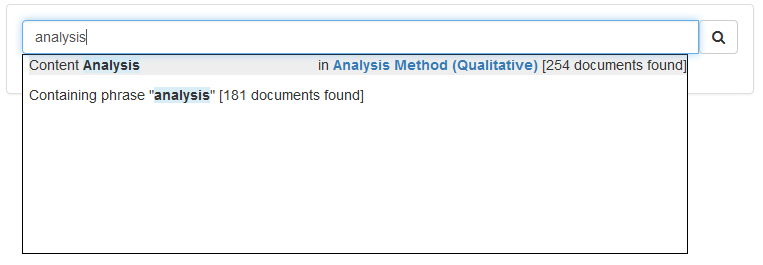 analysis
Content Analysis in Analysis Method (Qualitative) [254 documents found]
Containing phrase "analysis" [181 documents found]